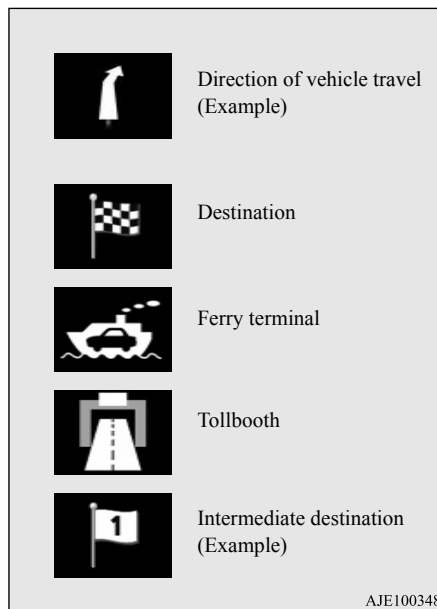 Direction of vehicle travel
(Example)
Destination
Ferry terminal
Tollbooth
1
Intermediate destination
(Example)
AJE100348